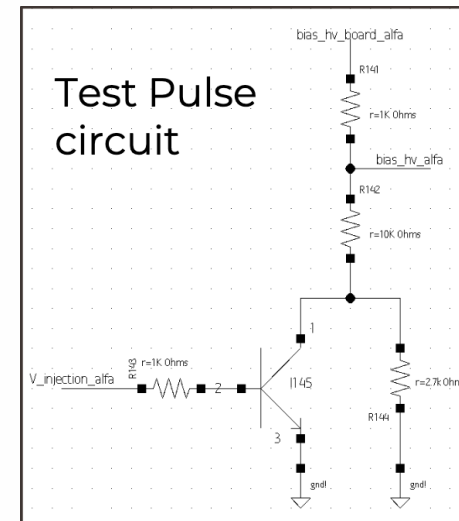 bias_hv_board_alfa
Test Pulse
circuit
R141
r=1K Ohms
bias_hv_alfa
R142
r=10K Ohms
1
R143
r=1K Ohms
V_injection_alfa
2
I145
r=2.7k Ohm
R144
3
gnd!
gnd!